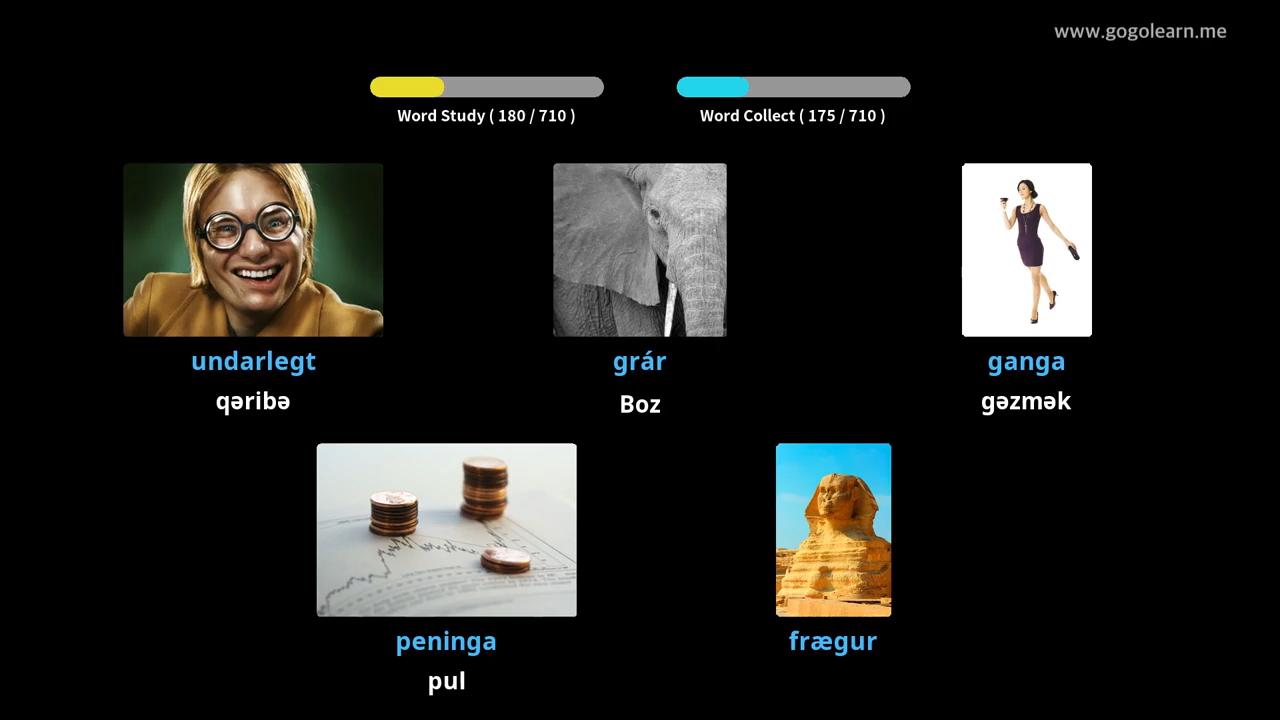 www.gogolearn.me
Word Study ( 180 / 710 )
Word Collect ( 175 / 710 )
undarlegt
qəribə
grár
Boz
ganga
gəzmək
peninga
pul
frægur